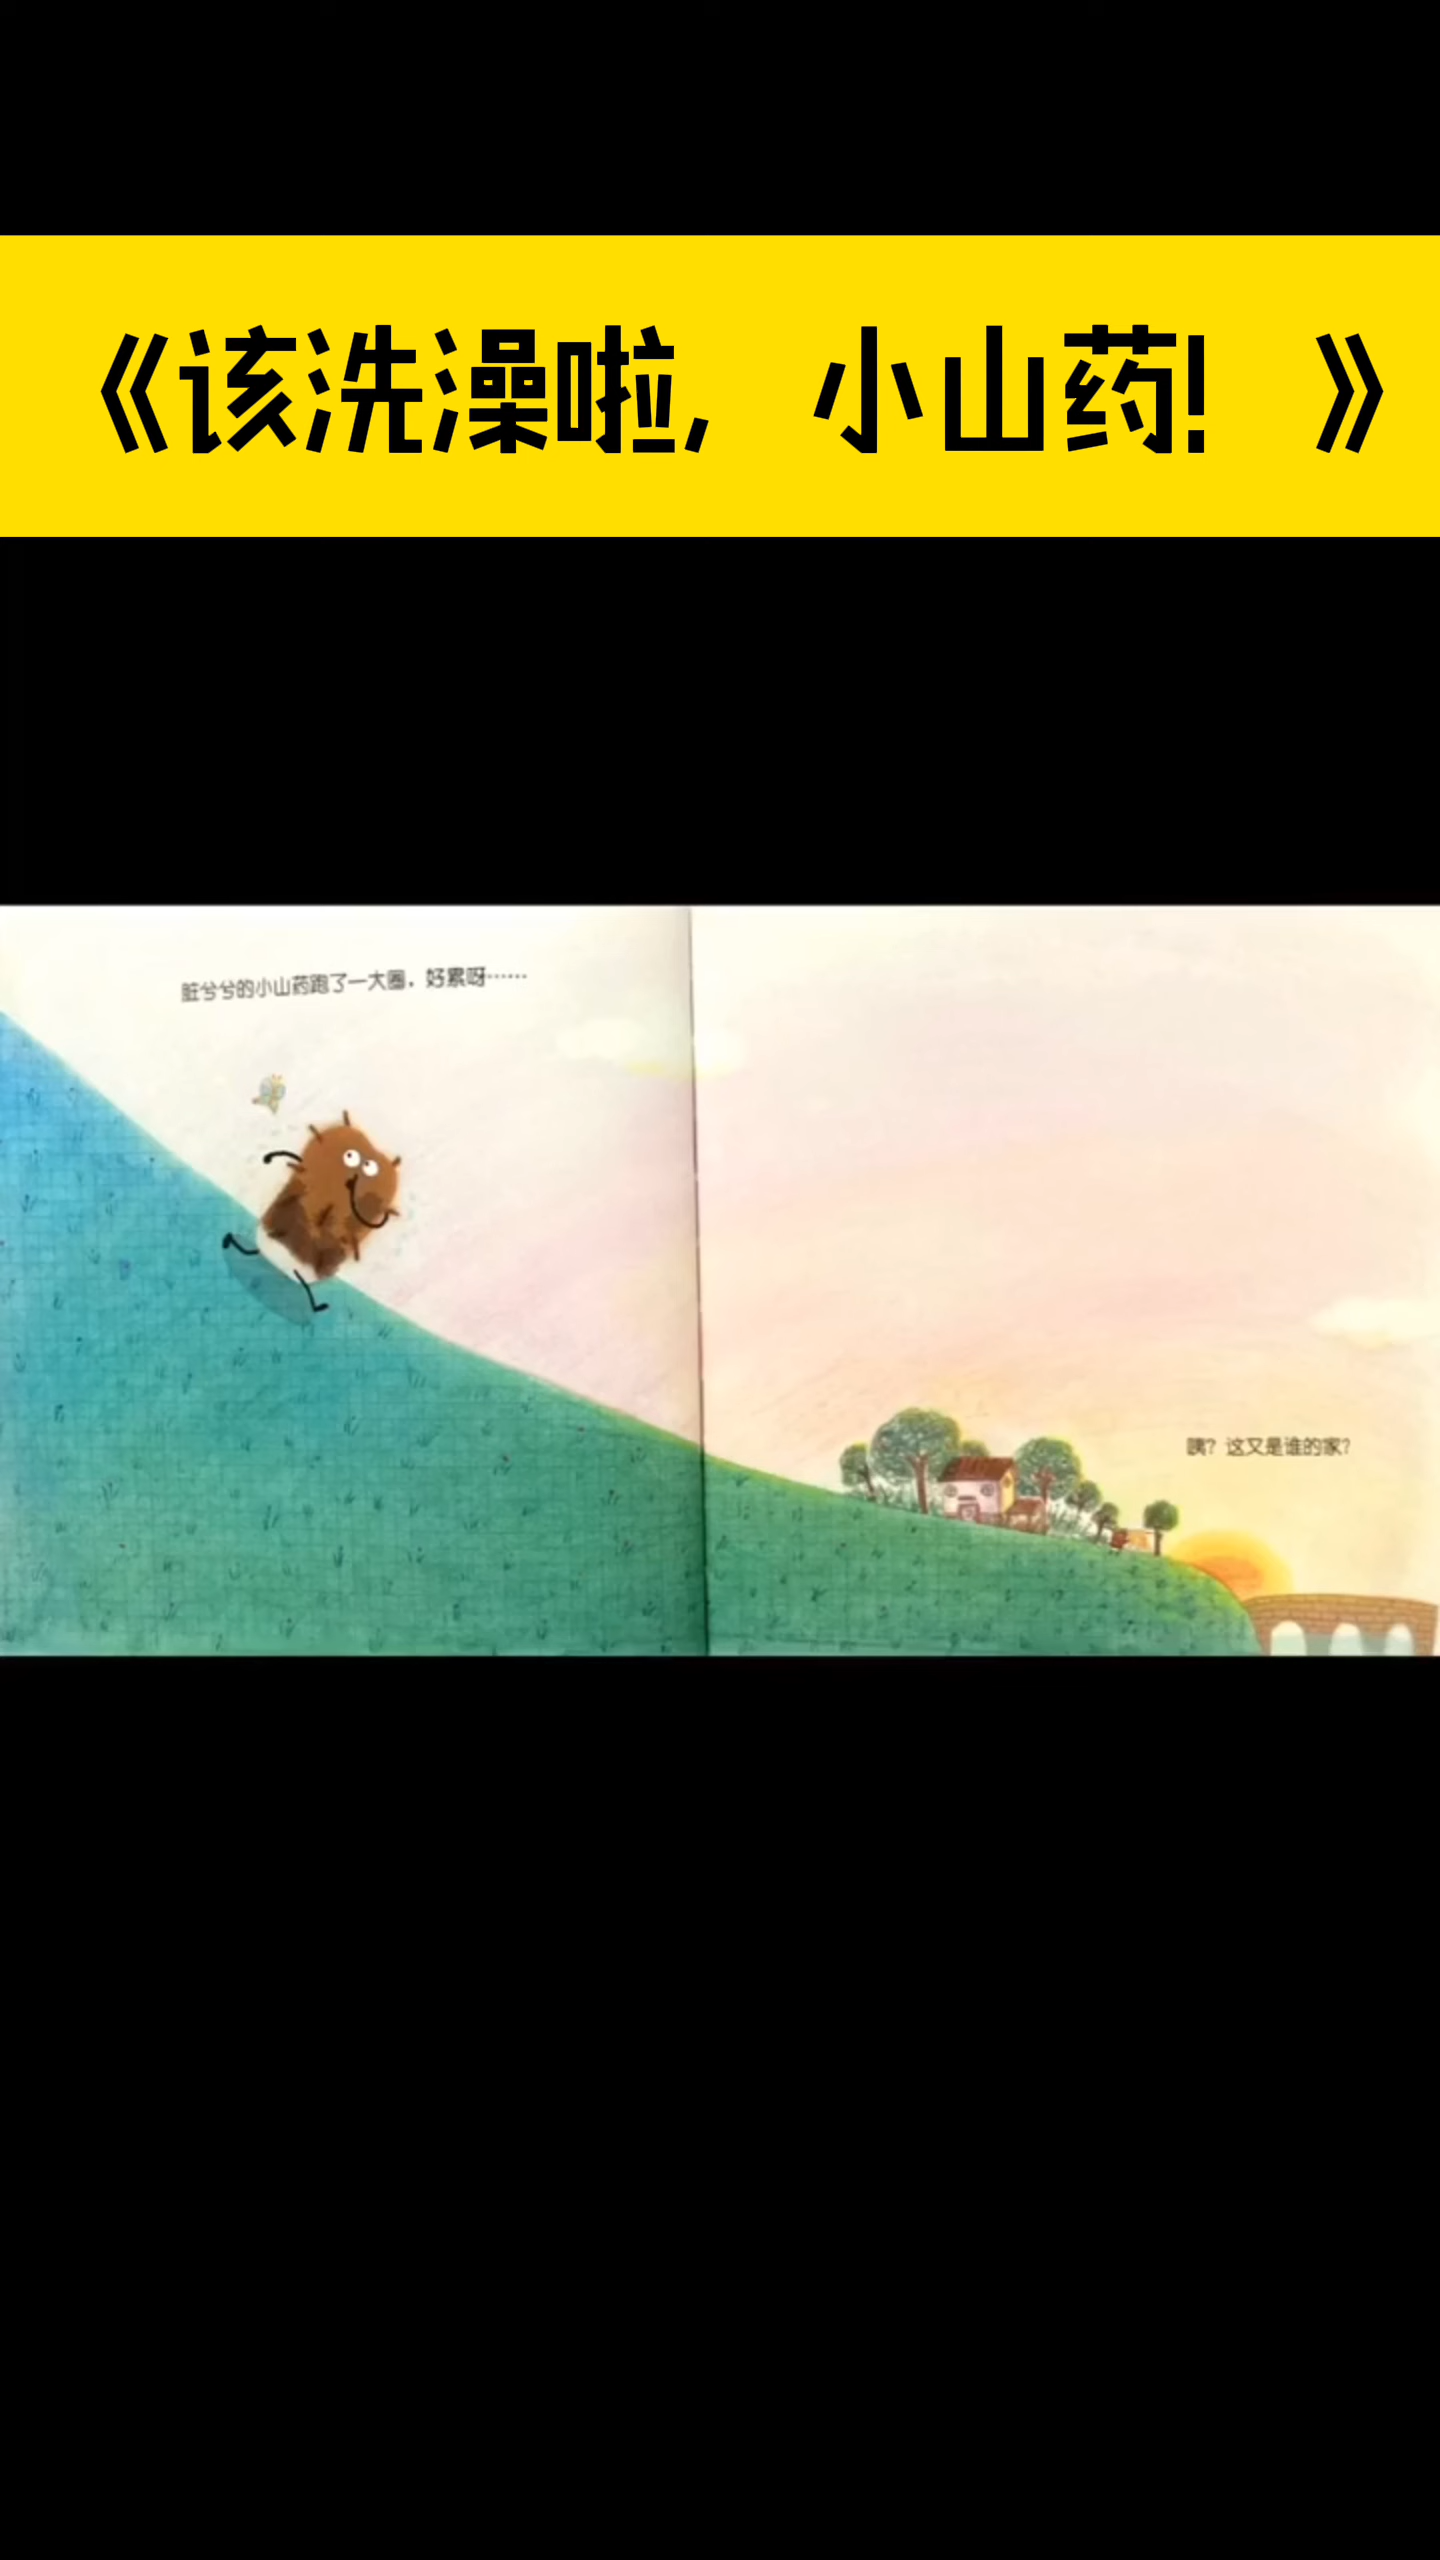 《该洗澡啦，小山药！》
脏兮兮的小山药跑了一大圈，好累呀……
咦？这又是谁的家？